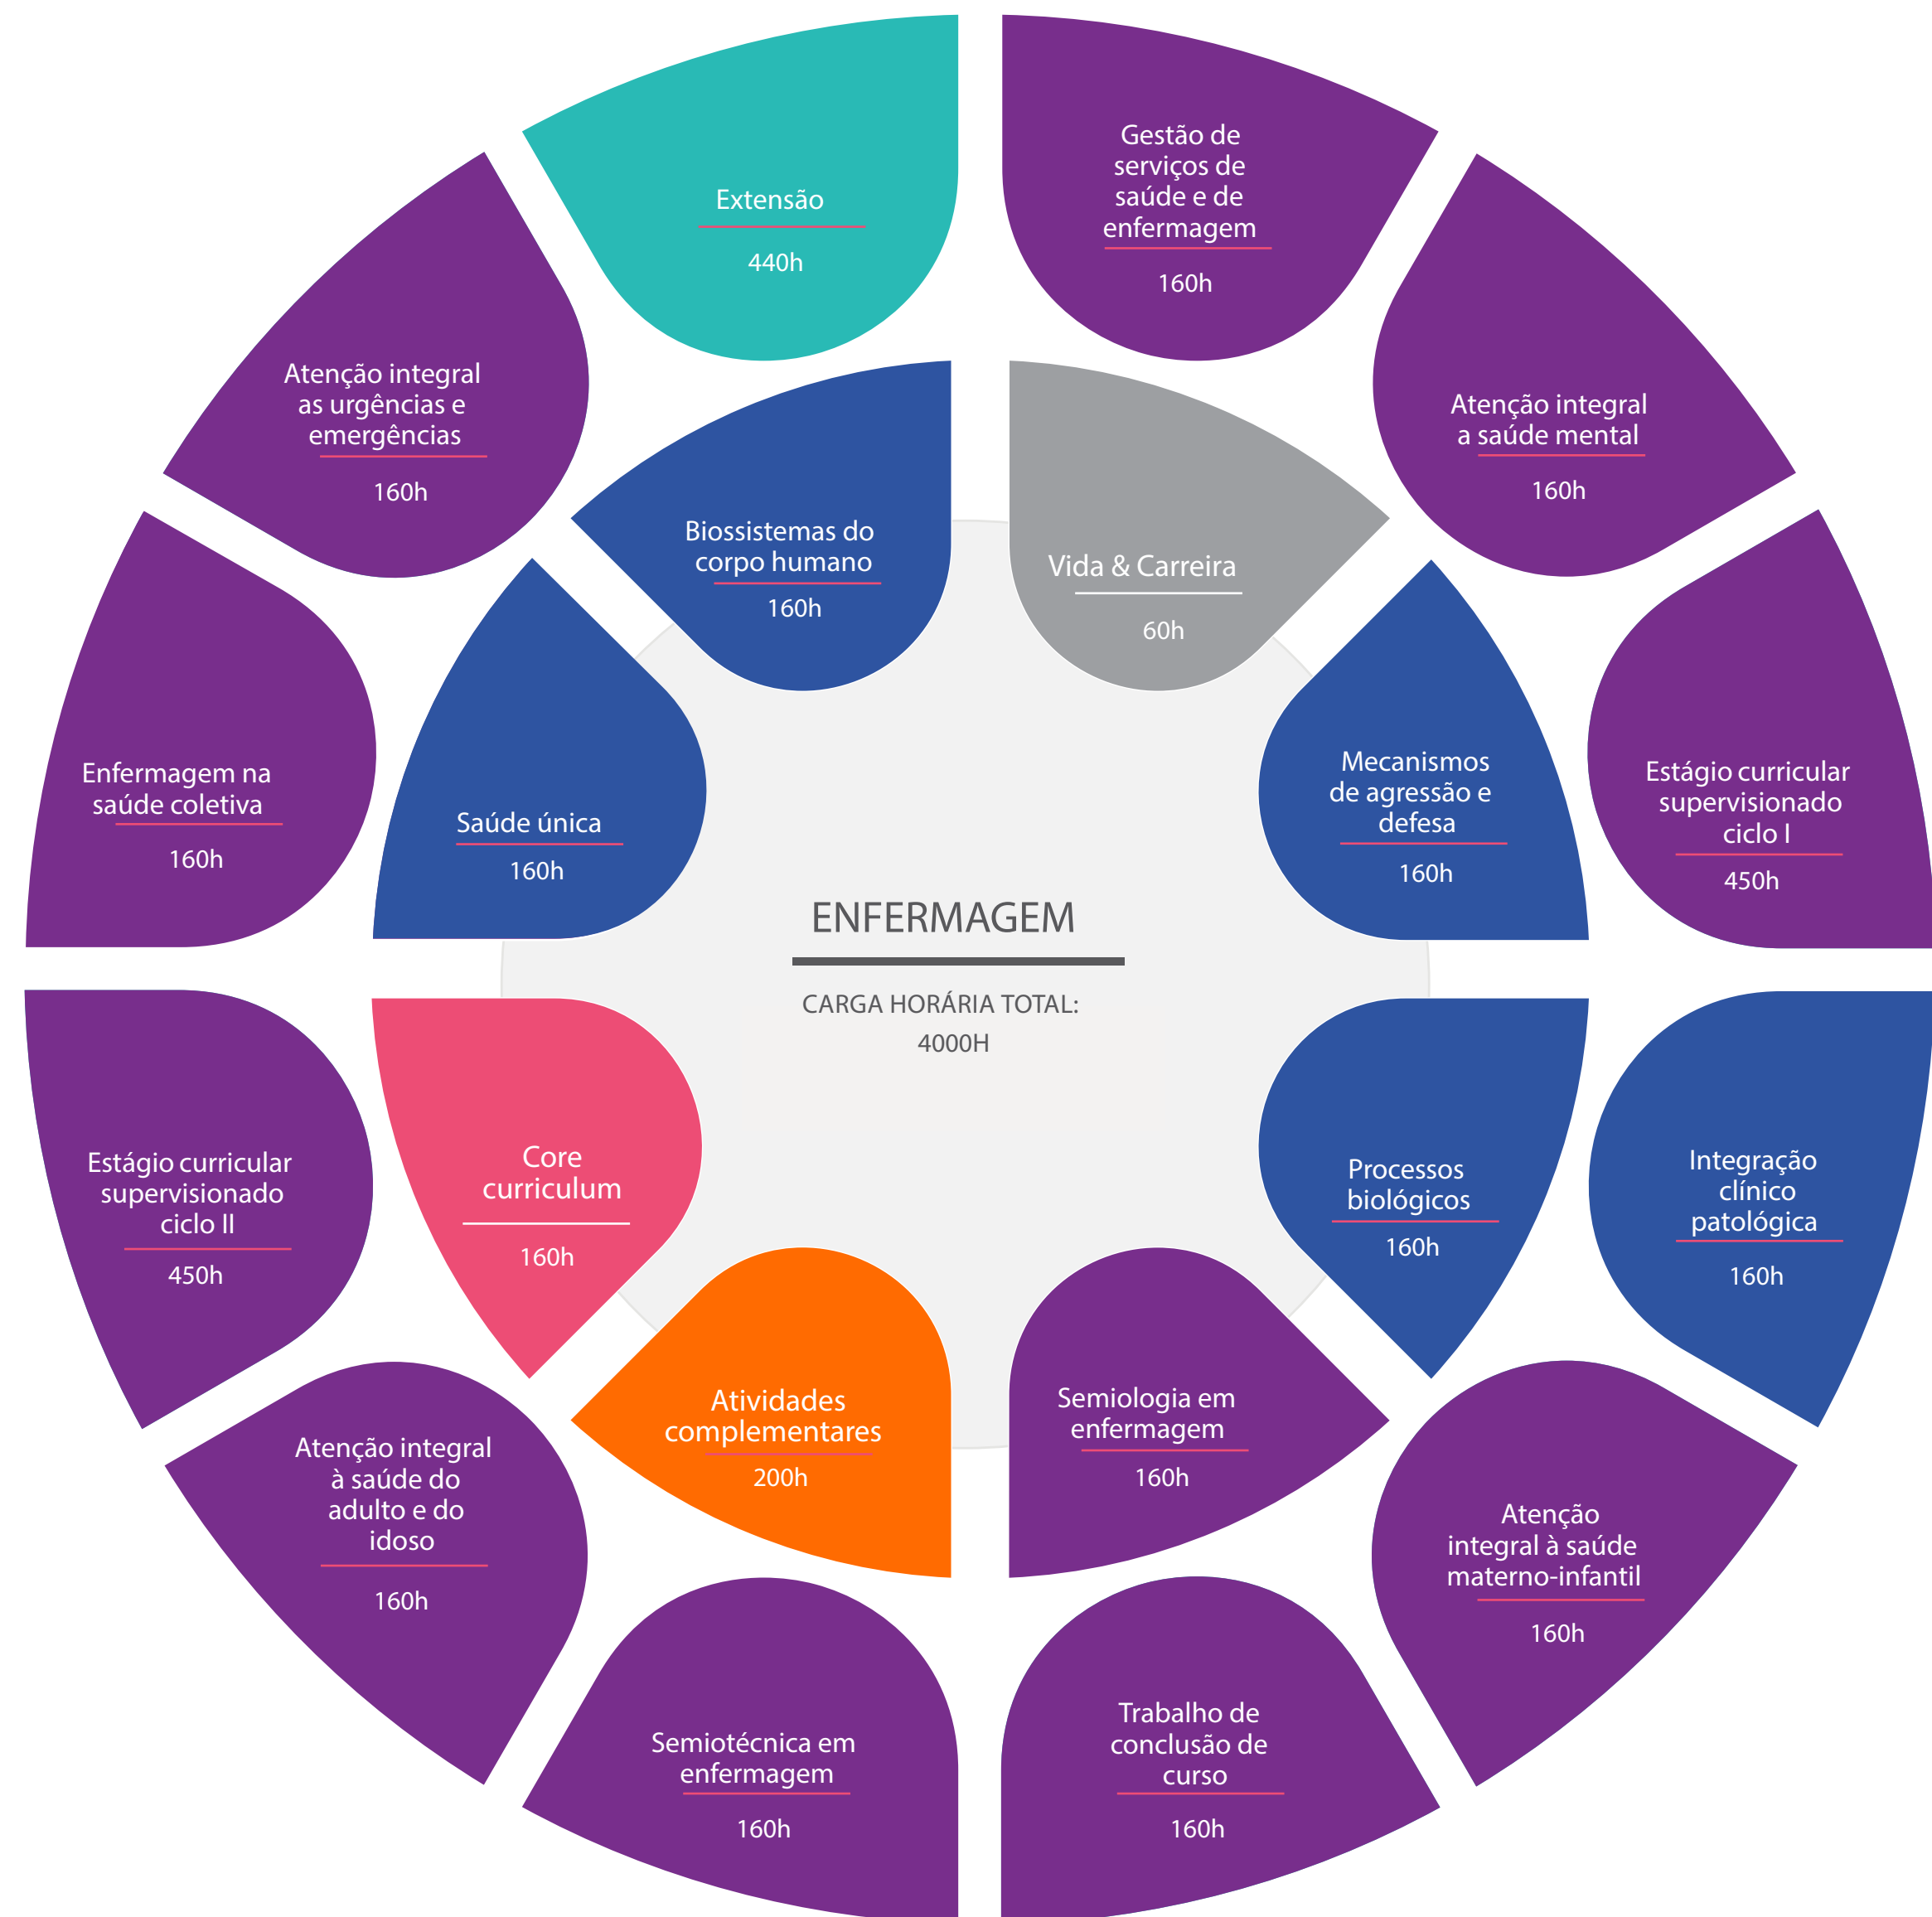 Extensão
440h
Gestão de
serviços de
saúde e de
enfermagem
160h
Atenção integral
as urgências e
emergências
160h
Atenção integral
a saúde mental
160h
Biossistemas do
corpo humano
160h
Vida & Carreira
60h
Enfermagem na
saúde coletiva
160h
Saúde única
160h
Mecanismos
de agressão e
defesa
160h
Estágio curricular
supervisionado
ciclo I
450h
ENFERMAGEM
CARGA HORÁRIA TOTAL:
4000H
Estágio curricular
supervisionado
ciclo II
450h
Core
curriculum
160h
Processos
biológicos
160h
Integração
clínico
patológica
160h
Atenção integral
à saúde do
adulto e do
idoso
160h
Atividades
complementares
200h
Semiologia em
enfermagem
160h
Atenção
integral à saúde
materno-infantil
160h
Semiotécnica em
enfermagem
160h
Trabalho de
conclusão de
curso
160h